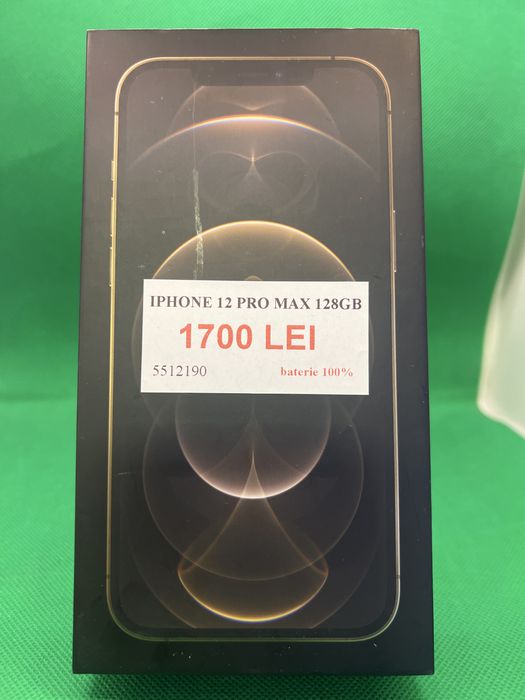 IPHONE 12 PRO MAX 128GB
1700 LEI
5512190 baterie 100%